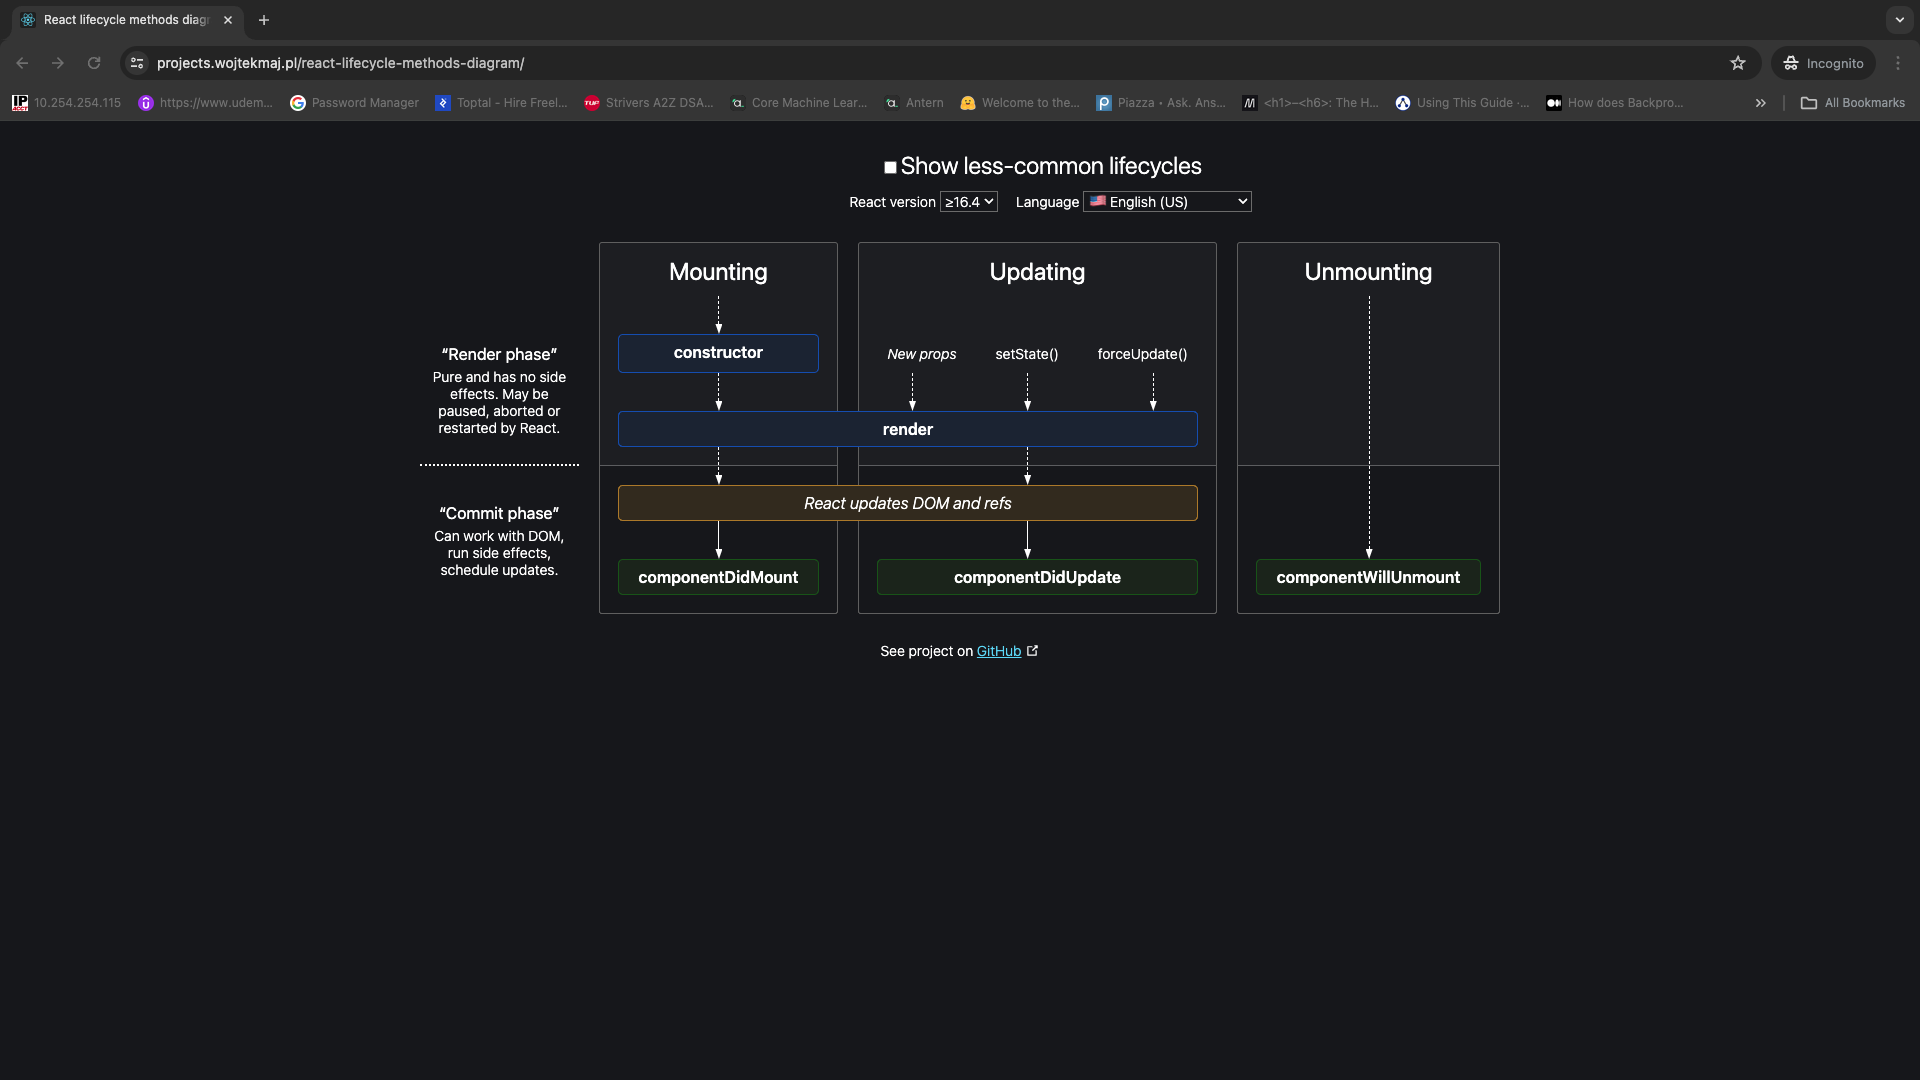 React lifecycle methods diagr
projects.wojtekmaj.pl/react-lifecycle-methods-diagram/
Incognito
10.254.254.115
https://www.udem...
Password Manager
Toptal - Hire Freel...
Strivers A2Z DSA...
Core Machine Lear...
Antern
Welcome to the...
Piazza • Ask. Ans...
<h1>–<h6>: The H...
Using This Guide ·...
How does Backpro...
All Bookmarks
Show less-common lifecycles
React version ≥16.4 Language 🇺🇸 English (US)
Mounting
Updating
Unmounting
“Render phase”
Pure and has no side
effects. May be
paused, aborted or
restarted by React.
constructor
New props
setState()
forceUpdate()
render
“Commit phase”
Can work with DOM,
run side effects,
schedule updates.
React updates DOM and refs
componentDidMount
componentDidUpdate
componentWillUnmount
See project on GitHub